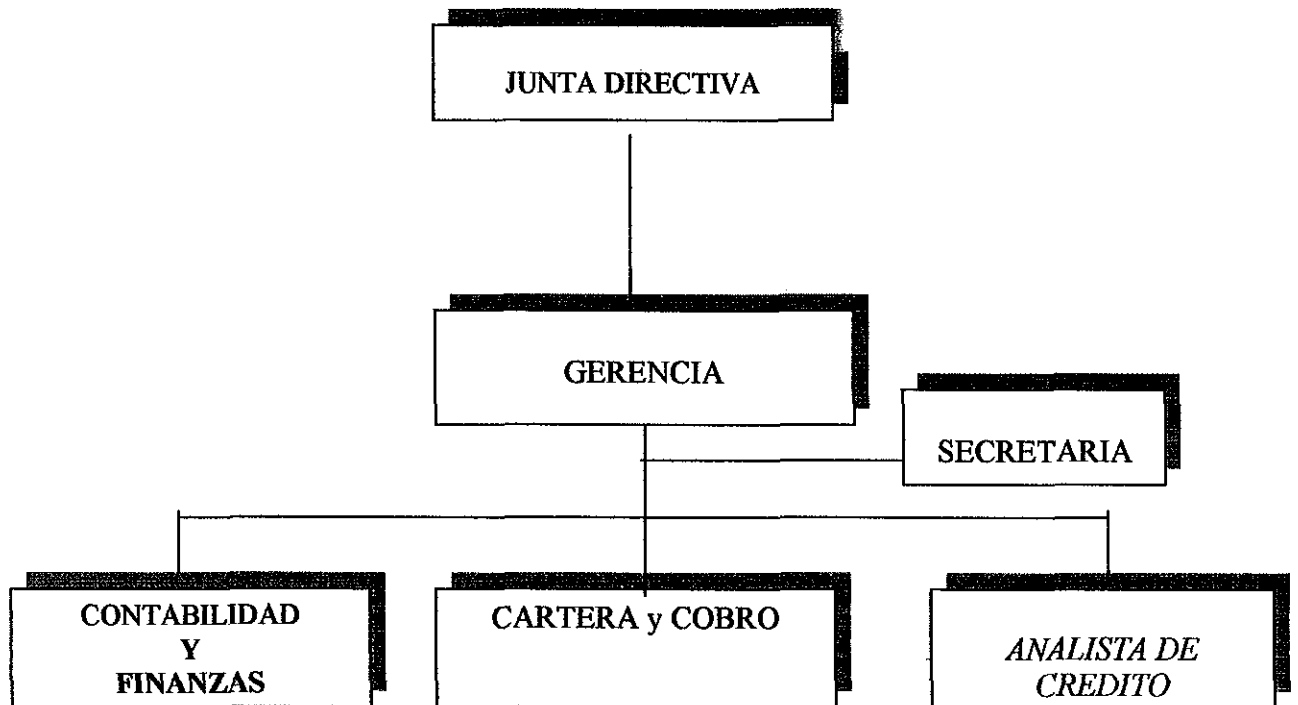 JUNTA DIRECTIVA
GERENCIA
SECRETARIA
CONTABILIDAD
Y
FINANZAS
CARTERA y COBRO
ANALISTA DE
CREDITO